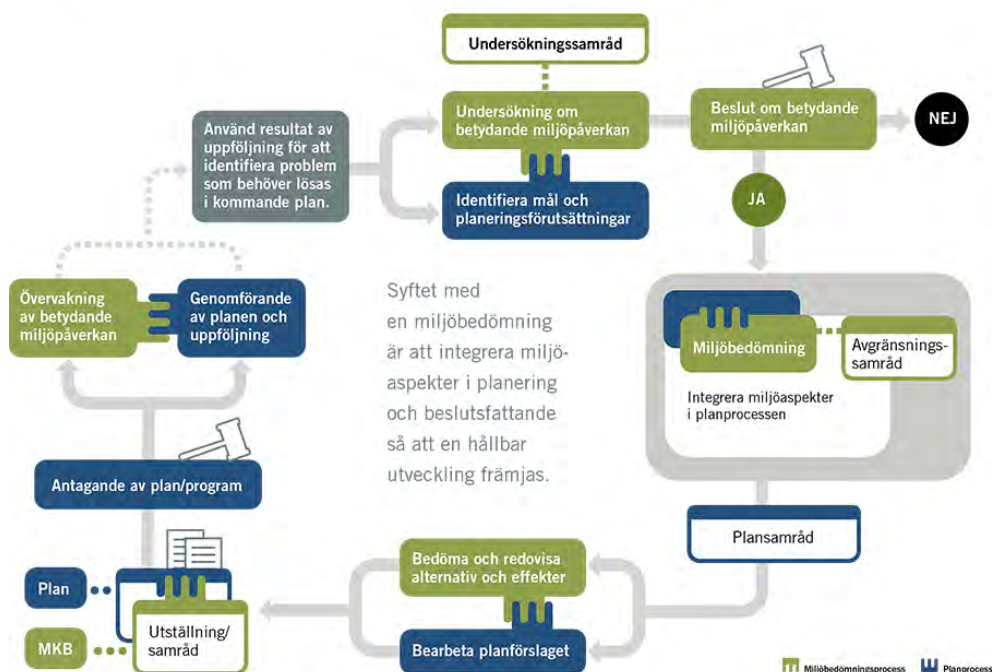 Undersökningssamråd
Undersökning om
betydande miljöpåverkan
Beslut om betydande
miljöpåverkan
NEJ
Använd resultat av
uppföljning för att
identifiera problem
som behöver lösas
i kommande plan.
Identifiera mål och
planeringsförutsättningar
JA
Övervakning
av betydande
miljöpåverkan
Genomförande
av planen och
uppföljning
Syftet med
en miljöbedömning
är att integrera miljö-
aspekter i planering
och beslutsfattande
så att en hållbar
utveckling främjas.
Miljöbedömning
Avgränsnings-
samråd
Integrera miljöaspekter
i planprocessen
Antagande av plan/program
Plansamråd
Bedöma och redovisa
alternativ och effekter
Bearbeta planförslaget
Plan
MKB
Utställning/
samråd
Miljöbedömningsprocess
Planprocess